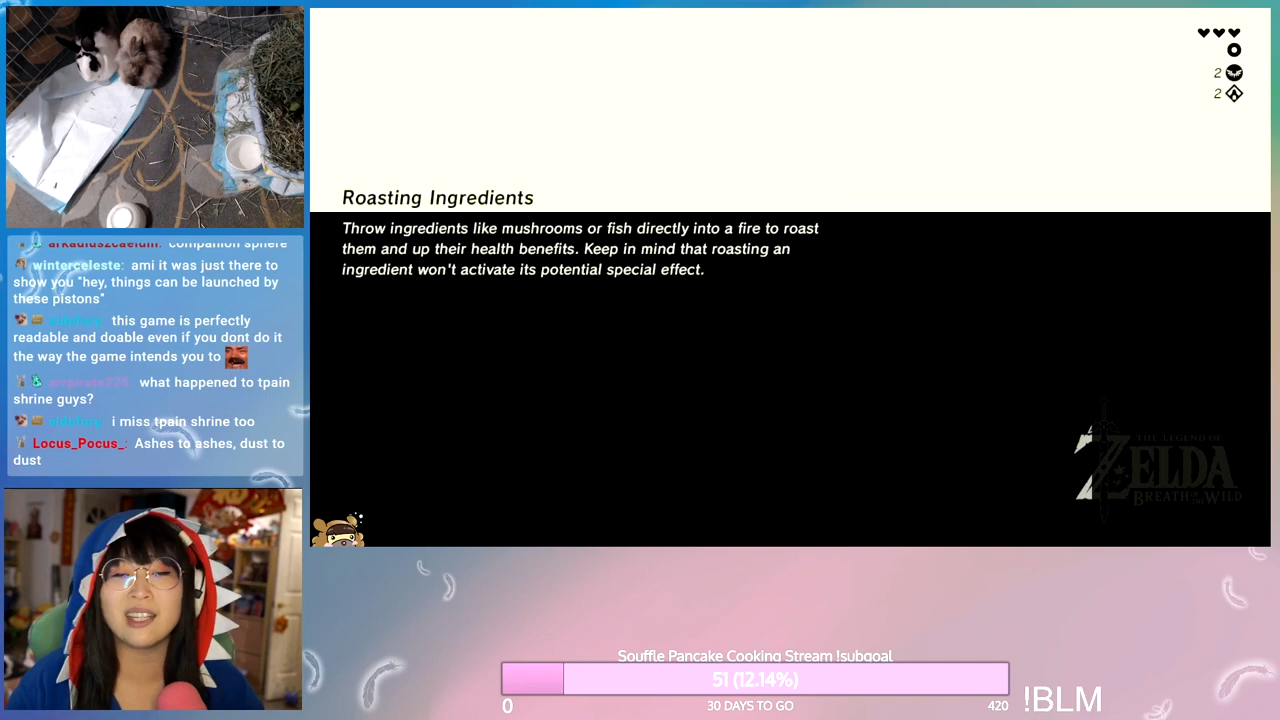 arkadiuszcaelum: companion sphere
winterceleste: ami it was just there to
show you "hey, things can be launched by
these pistons"
this game is perfectly
readable and doable even if you dont do it
the way the game intends you to
what happened to tpain
shrine guys?
i miss tpain shrine too
Locus_Pocus_: Ashes to ashes, dust to
dust
2
2
Roasting Ingredients
Throw ingredients like mushrooms or fish directly into a fire to roast
them and up their health benefits. Keep in mind that roasting an
ingredient won't activate its potential special effect.
THE LEGEND OF
ZELDA
BREATH OF THE WILD
Souffle Pancake Cooking Stream !subgoal
51 (12.14%)
0
30 DAYS TO GO
420
!BLM